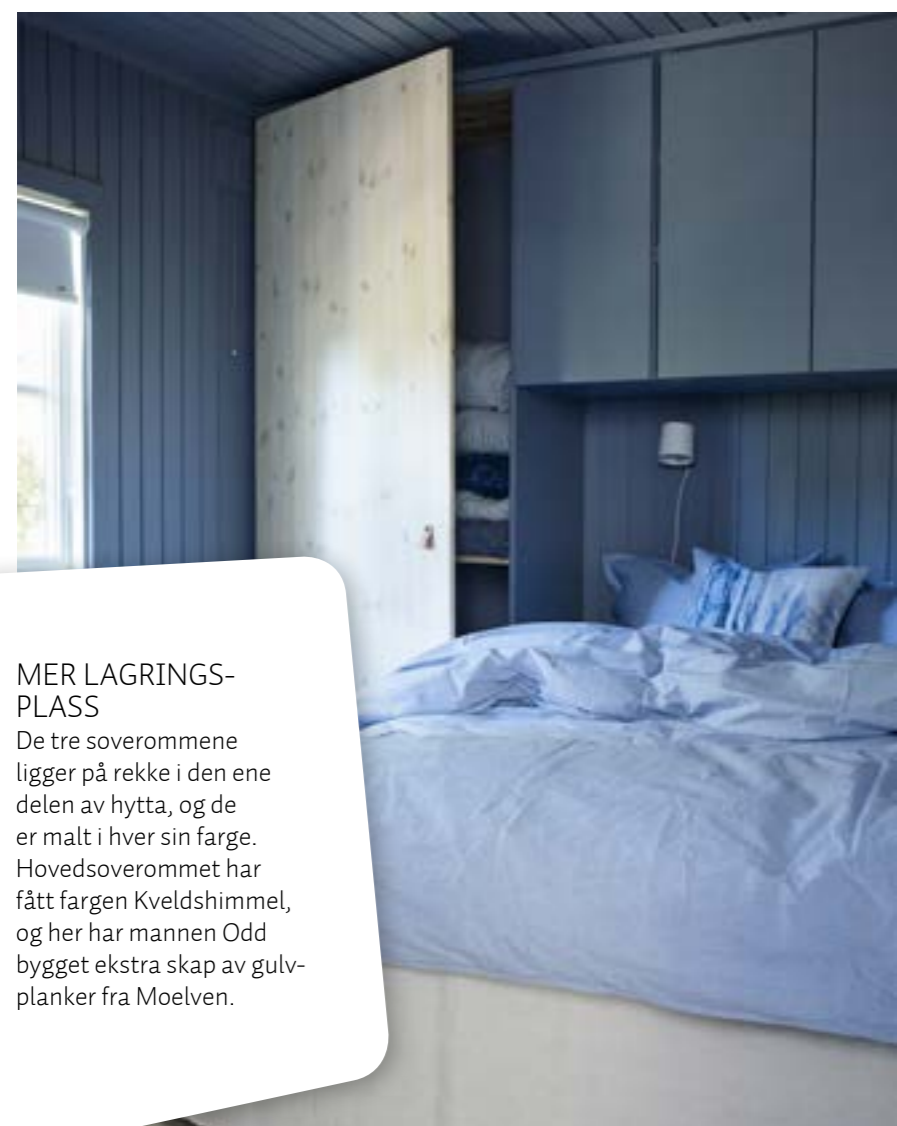 MER LAGRINGS-
PLASS
De tre soverommene
ligger på rekke i den ene
delen av hytta, og de
er malt i hver sin farge.
Hovedsoverommet har
fått fargen Kveldshimmel,
og her har mannen Odd
bygget ekstra skap av gulv-
planker fra Moelven.